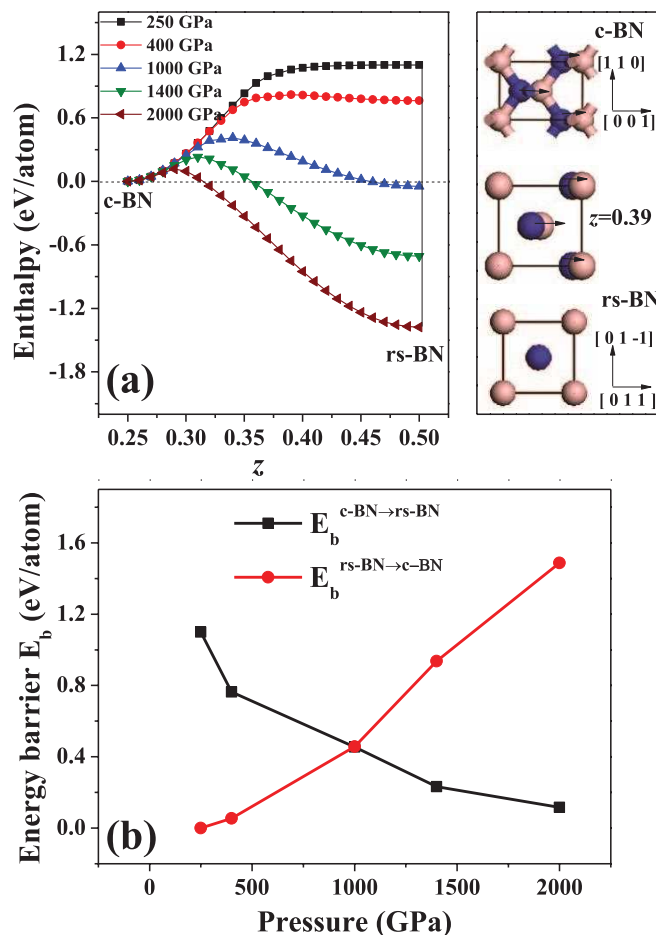 250 GPa
400 GPa
1000 GPa
1400 GPa
2000 GPa
1.2
0.6
0.0
-0.6
-1.2
-1.8
Enthalpy (eV/atom)
c-BN
rs-BN
(a)
0.25 0.30 0.35 0.40 0.45 0.50
z
c-BN
[1 1 0]
[ 0 0 1]
z=0.39
rs-BN
[ 0 1 -1]
[ 0 1 1]
E_b c-BN→rs-BN
E_b rs-BN→c-BN
1.6
1.2
0.8
0.4
0.0
Energy barrier E_b (eV/atom)
(b)
0 500 1000 1500 2000
Pressure (GPa)